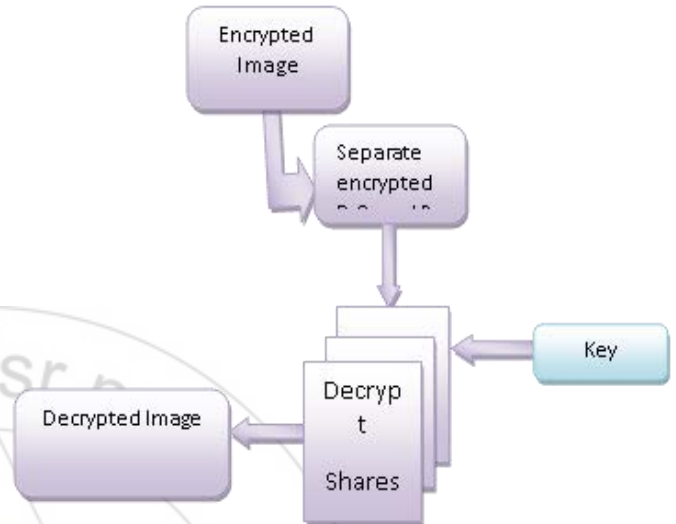 Encrypted
Image
Separate
encrypted
Key
Decryp
t
Shares
Decrypted Image